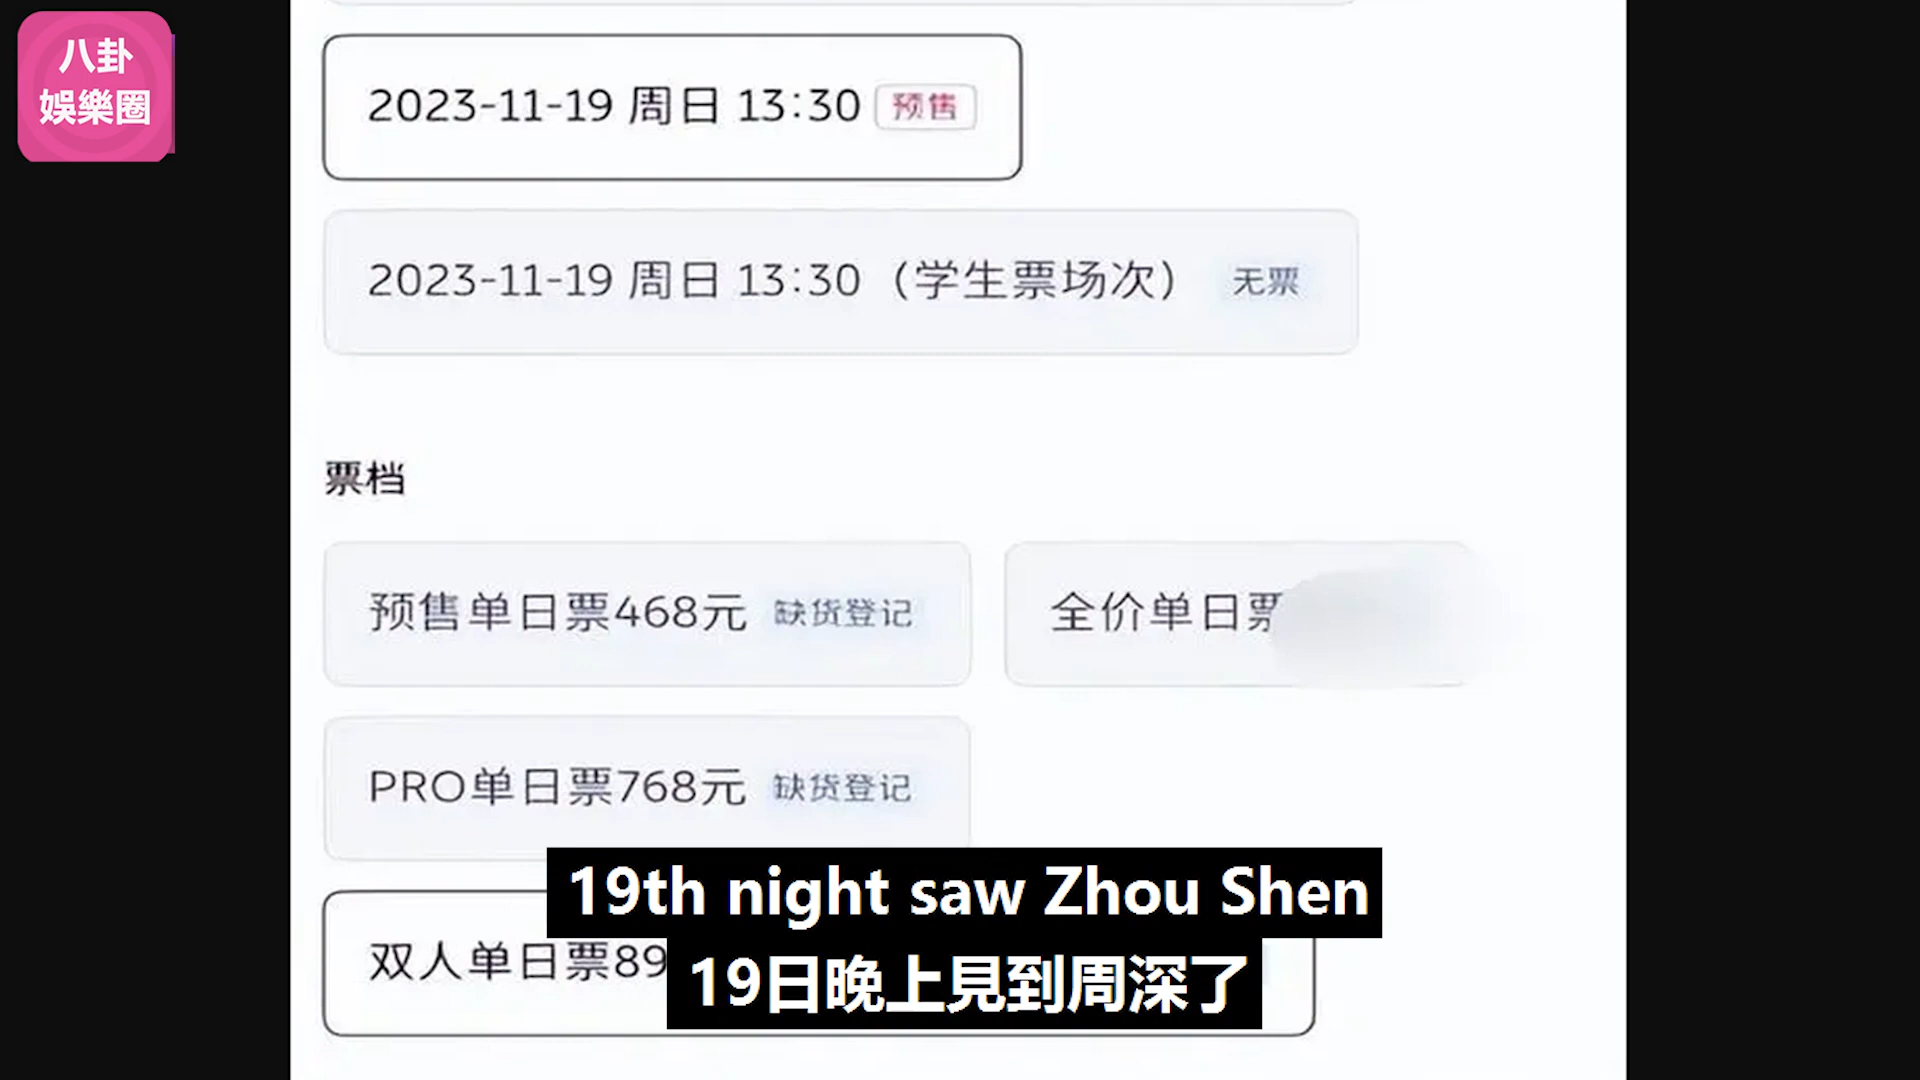 八卦
娛樂圈
2023-11-19 周日 13:30 预售
2023-11-19 周日 13:30（学生票场次） 无票
票档
预售单日票468元 缺货登记
全价单日票
PRO单日票768元 缺货登记
双人单日票89
19th night saw Zhou Shen
19日晚上見到周深了